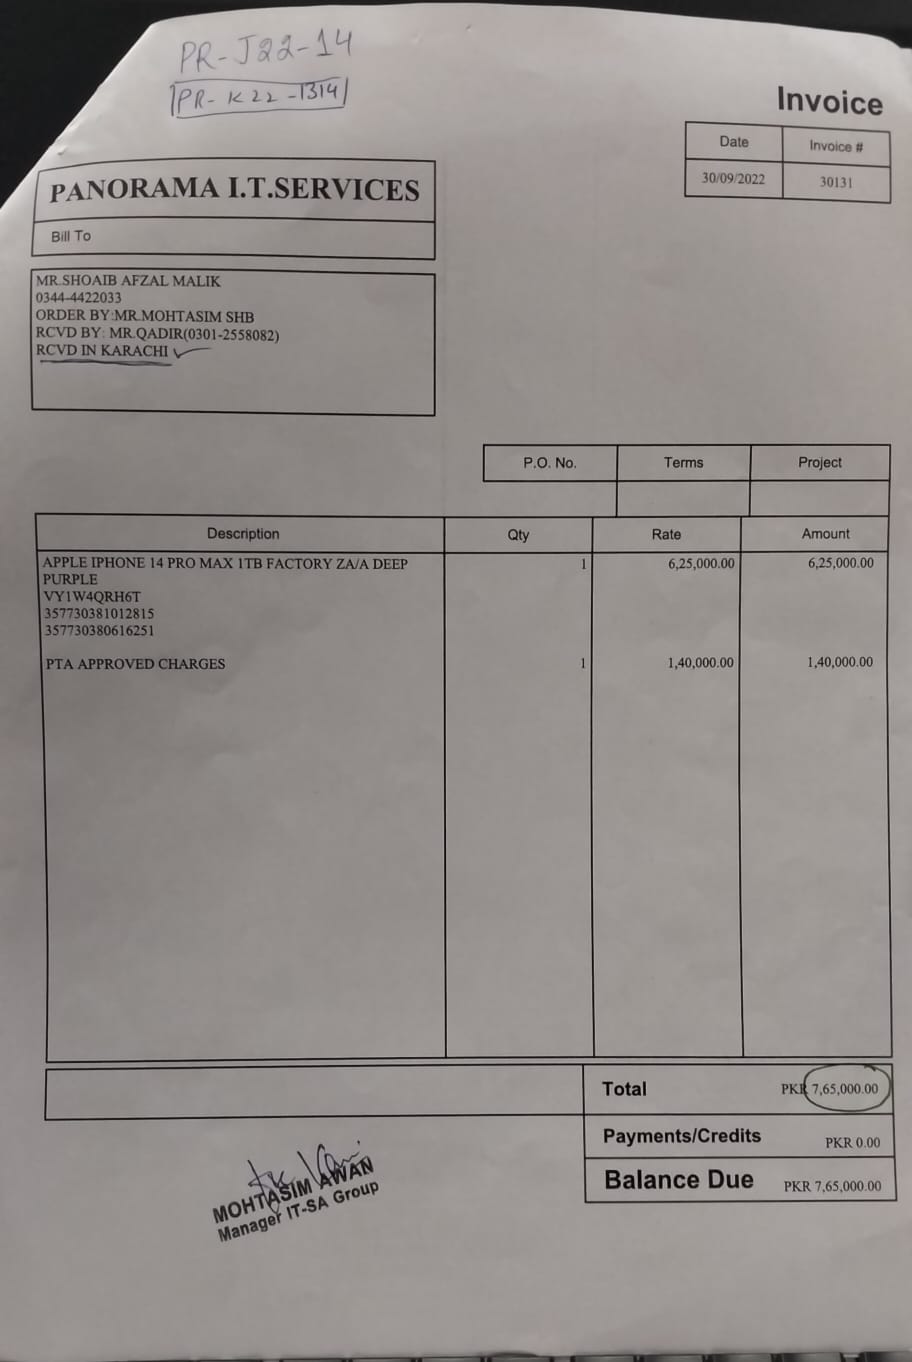 PR-J22-14
PR-K22-1314
Invoice
Date Invoice #
30/09/2022 30131
PANORAMA I.T.SERVICES
Bill To
MR.SHOAIB AFZAL MALIK
0344-4422033
ORDER BY:MR.MOHTASIM SHB
RCVD BY: MR.QADIR(0301-2558082)
RCVD IN KARACHI
P.O. No. Terms Project
Description Qty Rate Amount
APPLE IPHONE 14 PRO MAX 1TB FACTORY ZA/A DEEP 1 6,25,000.00 6,25,000.00
PURPLE
VY1W4QRH6T
357730381012815
357730380616251
PTA APPROVED CHARGES 1 1,40,000.00 1,40,000.00
Total PKR 7,65,000.00
Payments/Credits PKR 0.00
Balance Due PKR 7,65,000.00
MOHTASIM AWAN
Manager IT-SA Group